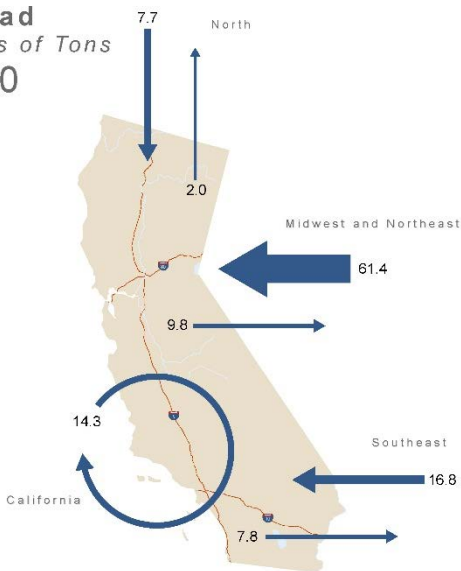 ad
s of Tons
0
7.7
North
2.0
Midwest and Northeast
61.4
9.8
14.3
Southeast
16.8
California
7.8